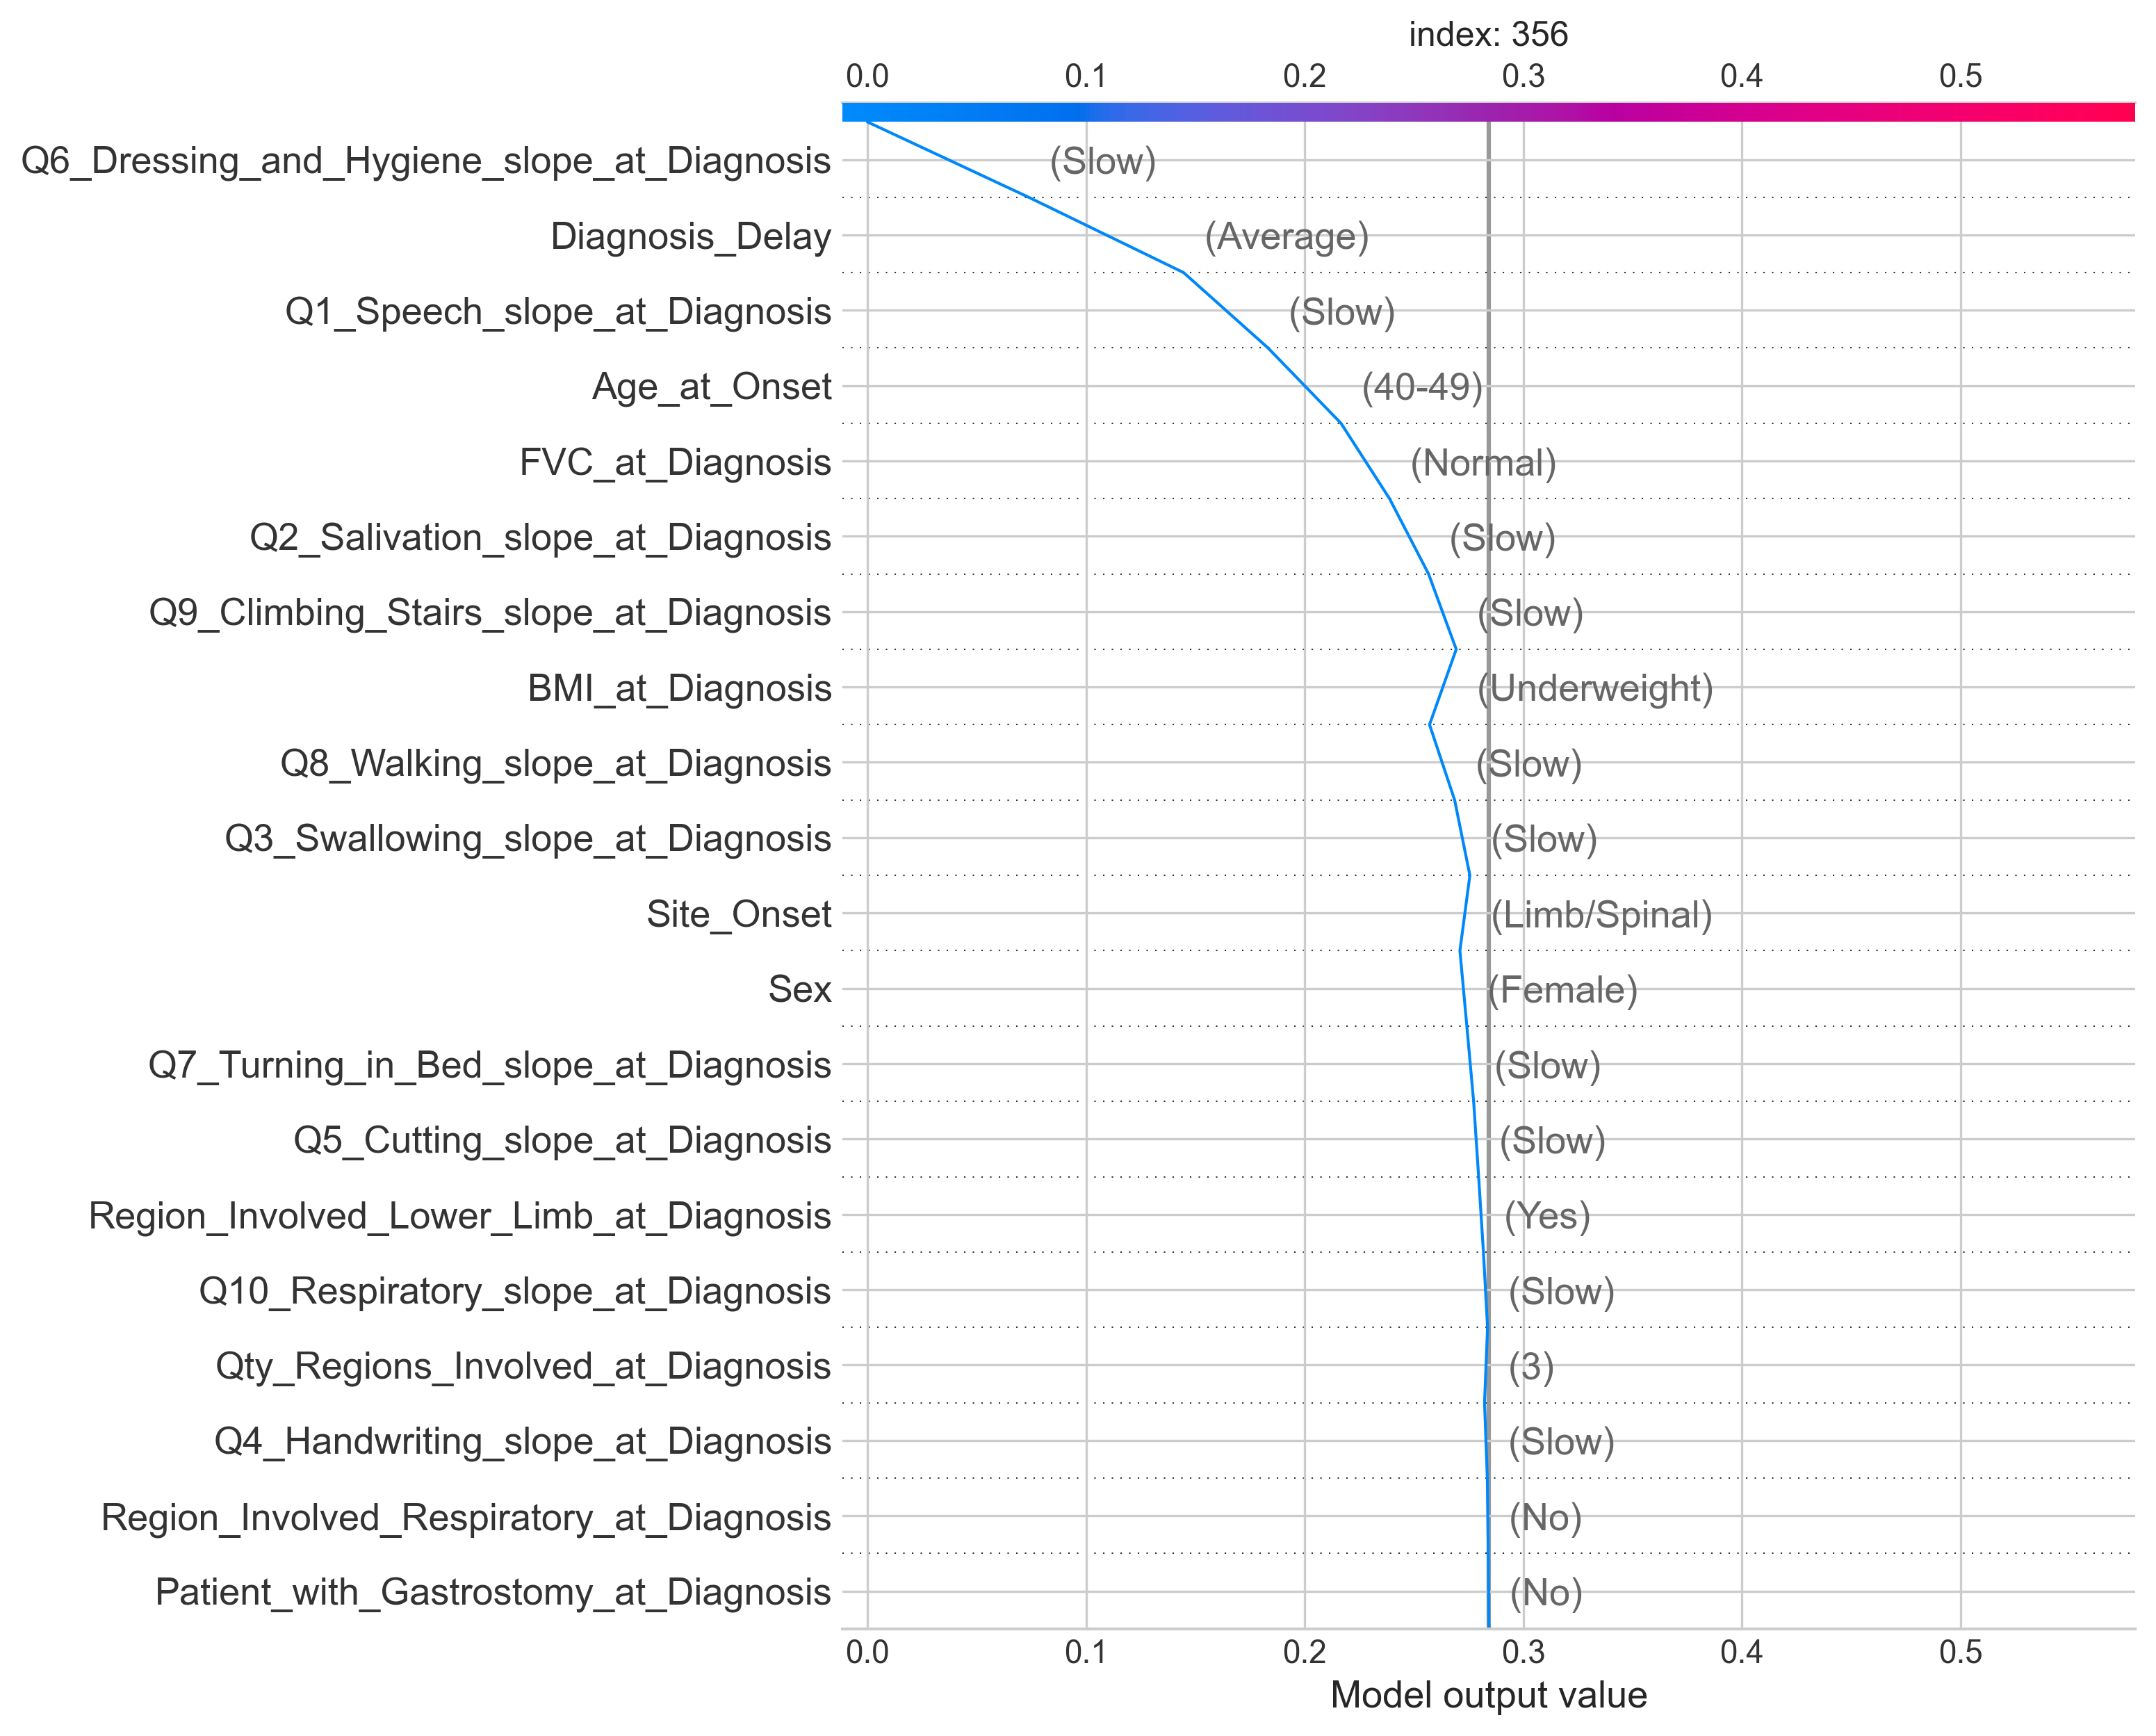 index: 356
0.0 0.1 0.2 0.3 0.4 0.5
Q6_Dressing_and_Hygiene_slope_at_Diagnosis (Slow)
Diagnosis_Delay (Average)
Q1_Speech_slope_at_Diagnosis (Slow)
Age_at_Onset (40-49)
FVC_at_Diagnosis (Normal)
Q2_Salivation_slope_at_Diagnosis (Slow)
Q9_Climbing_Stairs_slope_at_Diagnosis (Slow)
BMI_at_Diagnosis (Underweight)
Q8_Walking_slope_at_Diagnosis (Slow)
Q3_Swallowing_slope_at_Diagnosis (Slow)
Site_Onset (Limb/Spinal)
Sex (Female)
Q7_Turning_in_Bed_slope_at_Diagnosis (Slow)
Q5_Cutting_slope_at_Diagnosis (Slow)
Region_Involved_Lower_Limb_at_Diagnosis (Yes)
Q10_Respiratory_slope_at_Diagnosis (Slow)
Qty_Regions_Involved_at_Diagnosis (3)
Q4_Handwriting_slope_at_Diagnosis (Slow)
Region_Involved_Respiratory_at_Diagnosis (No)
Patient_with_Gastrostomy_at_Diagnosis (No)
0.0 0.1 0.2 0.3 0.4 0.5
Model output value